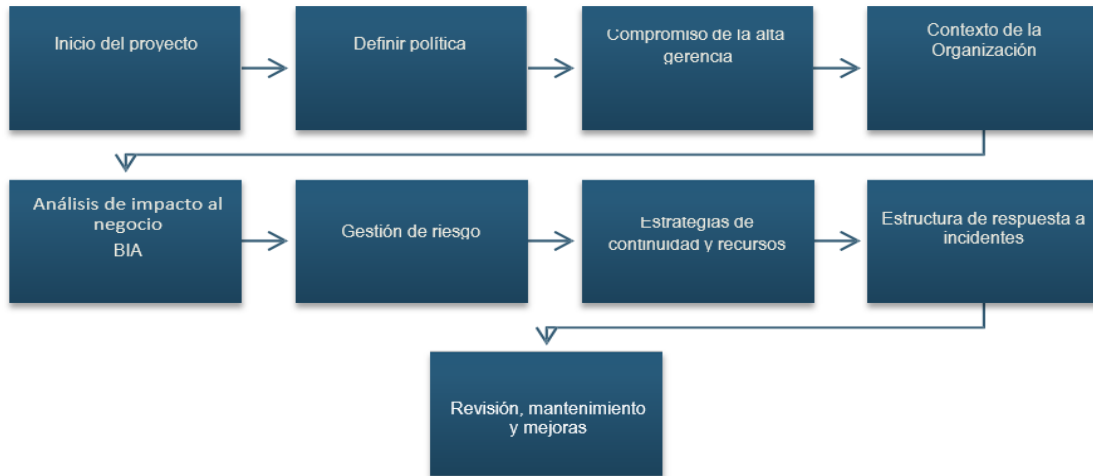 Inicio del proyecto
Definir política
Compromiso de la alta
gerencia
Contexto de la
Organización
Análisis de impacto al
negocio
BIA
Gestión de riesgo
Estrategias de
continuidad y recursos
Estructura de respuesta a
incidentes
Revisión, mantenimiento
y mejoras